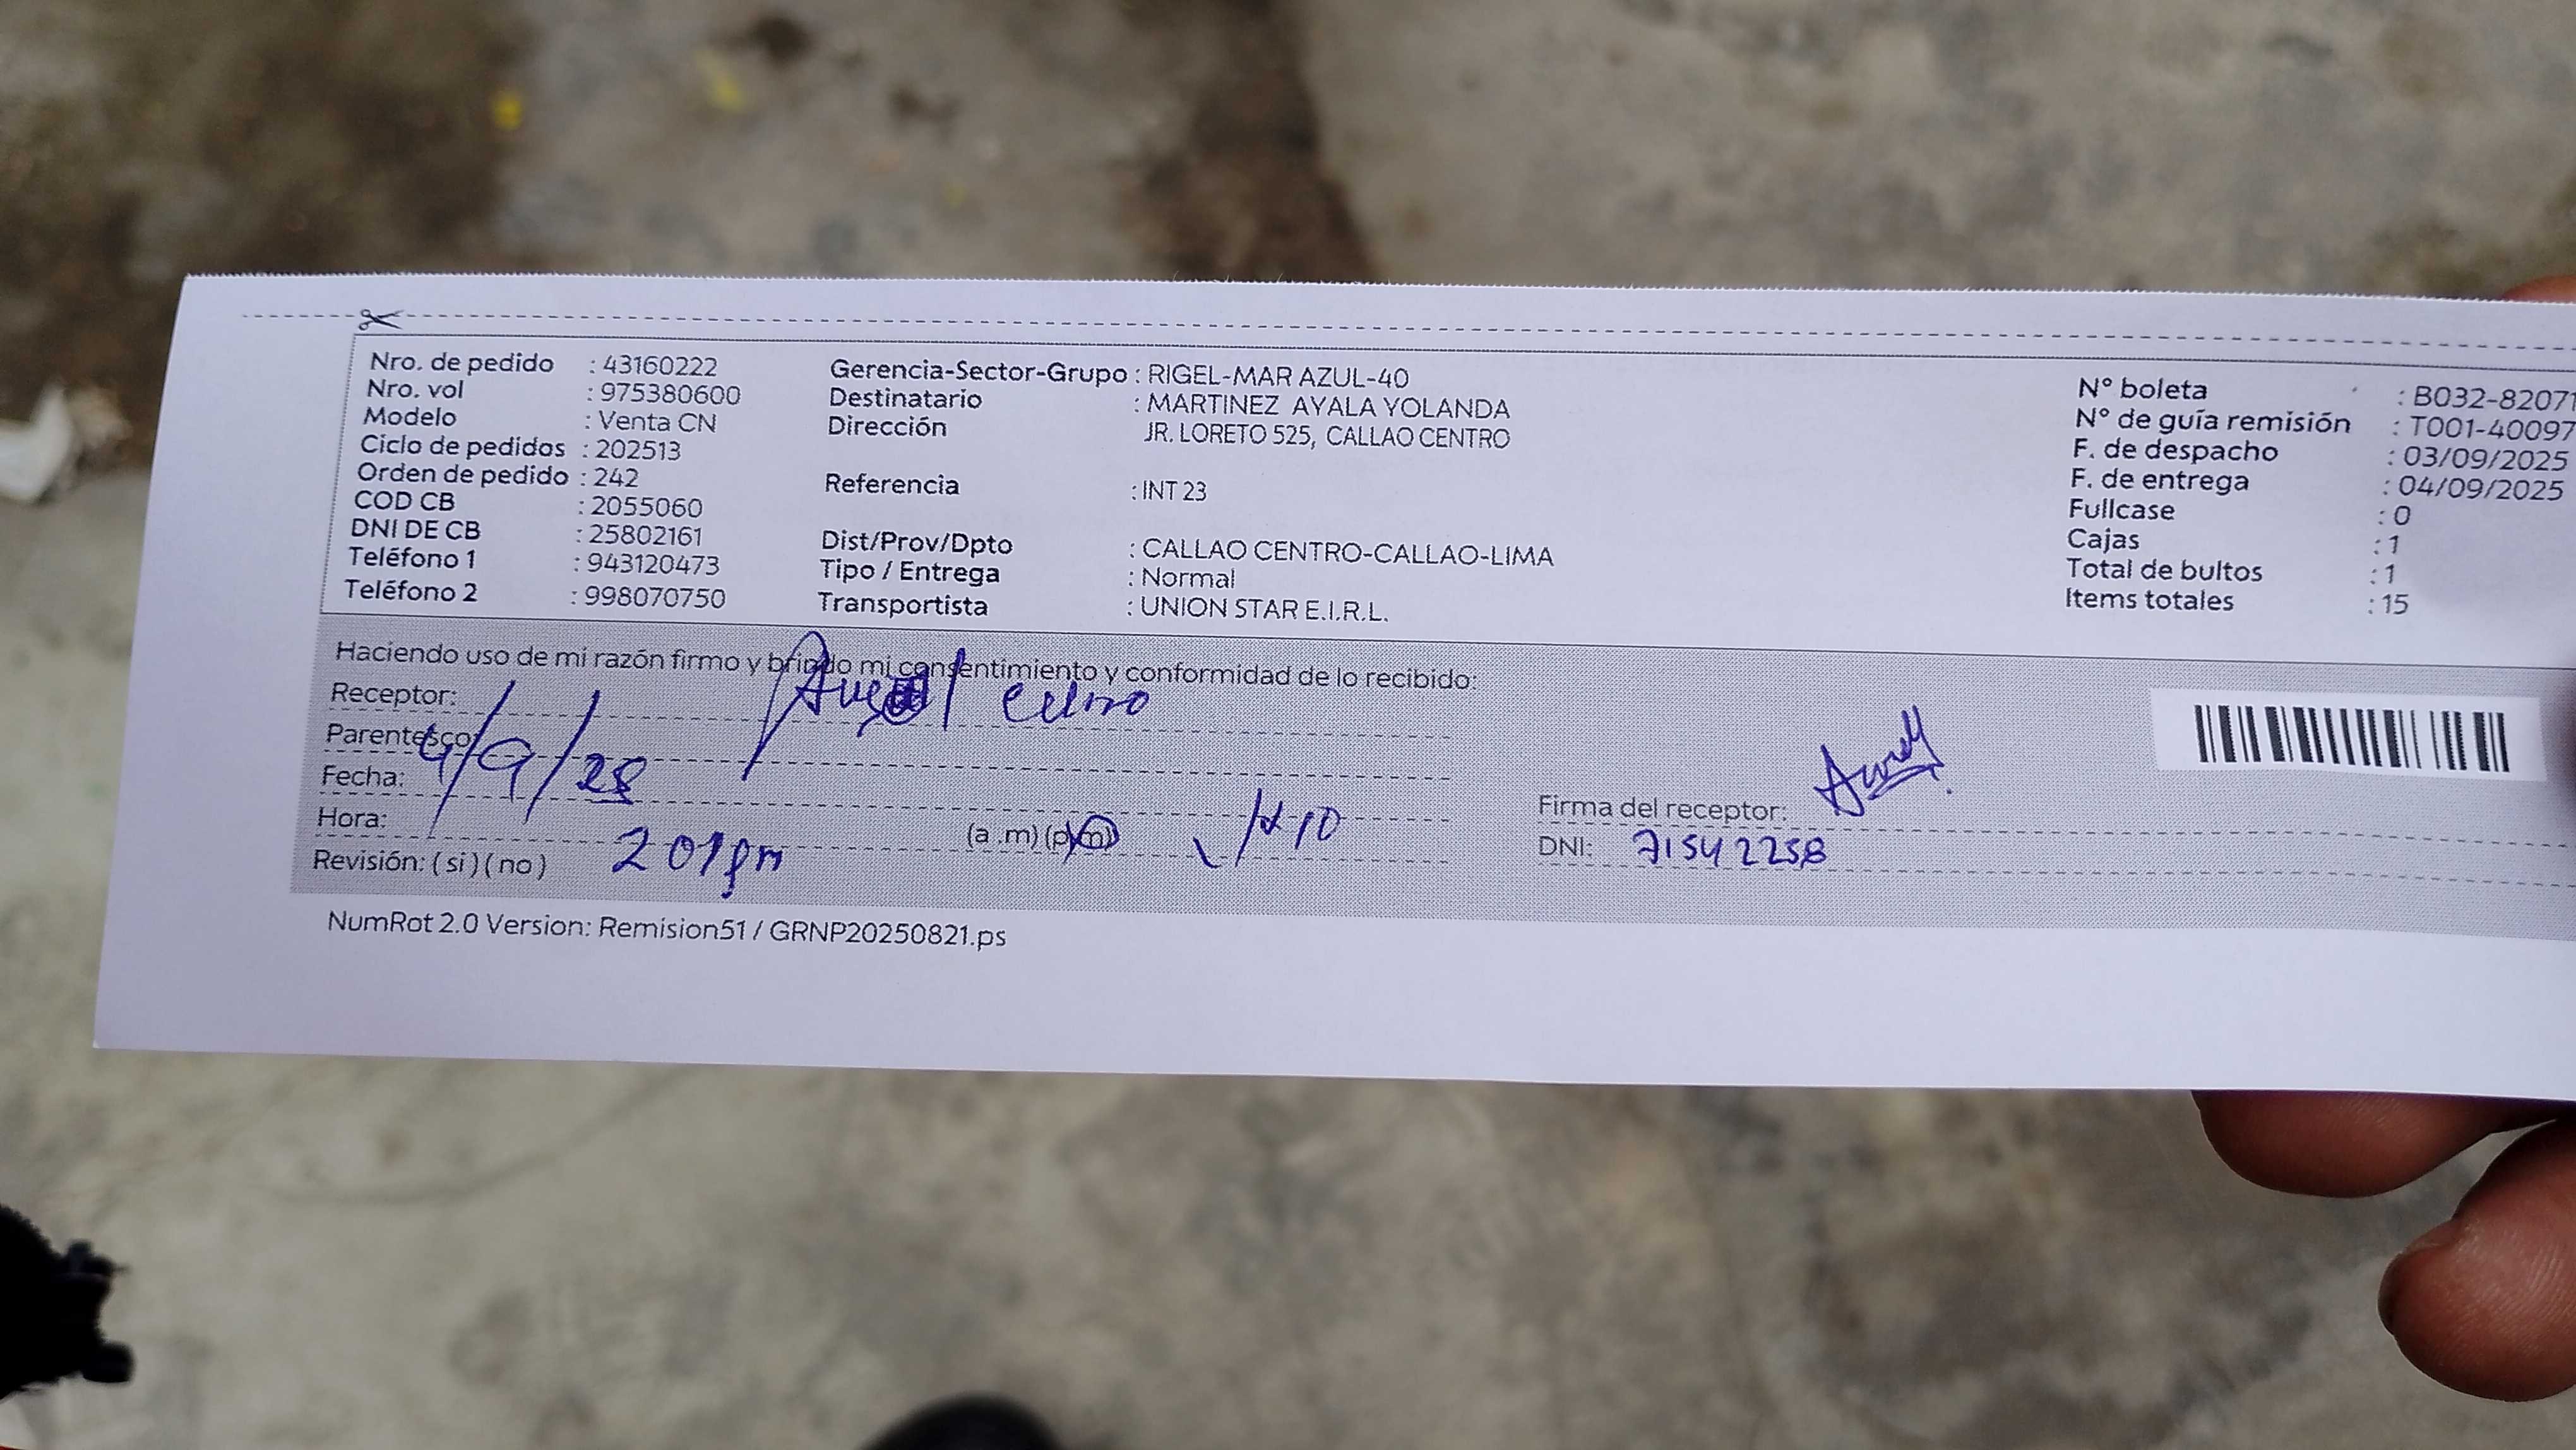 Nro. de pedido : 43160222
Nro. vol : 975380600
Modelo : Venta CN
Ciclo de pedidos : 202513
Orden de pedido : 242
COD CB : 2055060
DNI DE CB : 25802161
Teléfono 1 : 943120473
Teléfono 2 : 998070750
Gerencia-Sector-Grupo : RIGEL-MAR AZUL-40
Destinatario : MARTINEZ AYALA YOLANDA
Dirección JR. LORETO 525, CALLAO CENTRO
Referencia : INT 23
Dist/Prov/Dpto : CALLAO CENTRO-CALLAO-LIMA
Tipo / Entrega : Normal
Transportista : UNION STAR E.I.R.L.
N° boleta : B032-82071
N° de guía remisión : T001-40097
F. de despacho : 03/09/2025
F. de entrega : 04/09/2025
Fullcase : 0
Cajas : 1
Total de bultos : 1
Items totales : 15
Haciendo uso de mi razón firmo y brindo mi consentimiento y conformidad de lo recibido:
Receptor:
Parentesco:
Fecha: 4/9/25
Hora: (a .m) (p.m)
Revisión: ( si ) ( no ) 201pm
Firma del receptor:
DNI: 71542258
NumRot 2.0 Version: Remision51 / GRNP20250821.ps